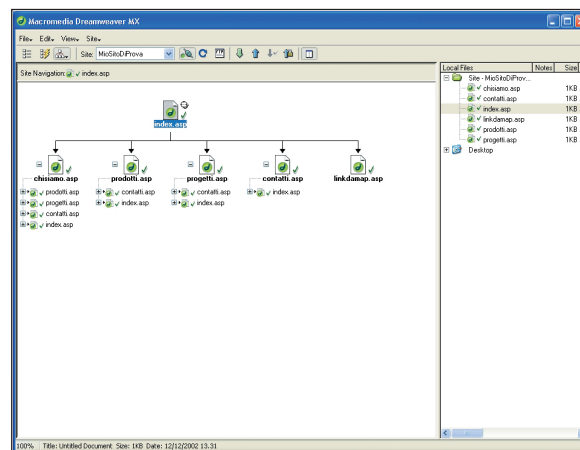 Macromedia Dreamweaver MX
File Edit View Site
Site: MioSitoDiProva
Site Navigation: index.asp
index.asp
chisiamo.asp prodotti.asp progetti.asp contatti.asp linkdamap.asp
prodotti.asp contatti.asp contatti.asp index.asp
progetti.asp index.asp index.asp
contatti.asp
index.asp
Local Files Notes Size
Site - MioSitoDiProv...
chisiamo.asp 1KB
contatti.asp 1KB
index.asp 1KB
linkdamap.asp 1KB
prodotti.asp 1KB
progetti.asp 1KB
Desktop
100% Title: Untitled Document Size: 1KB Date: 12/12/2002 13.31